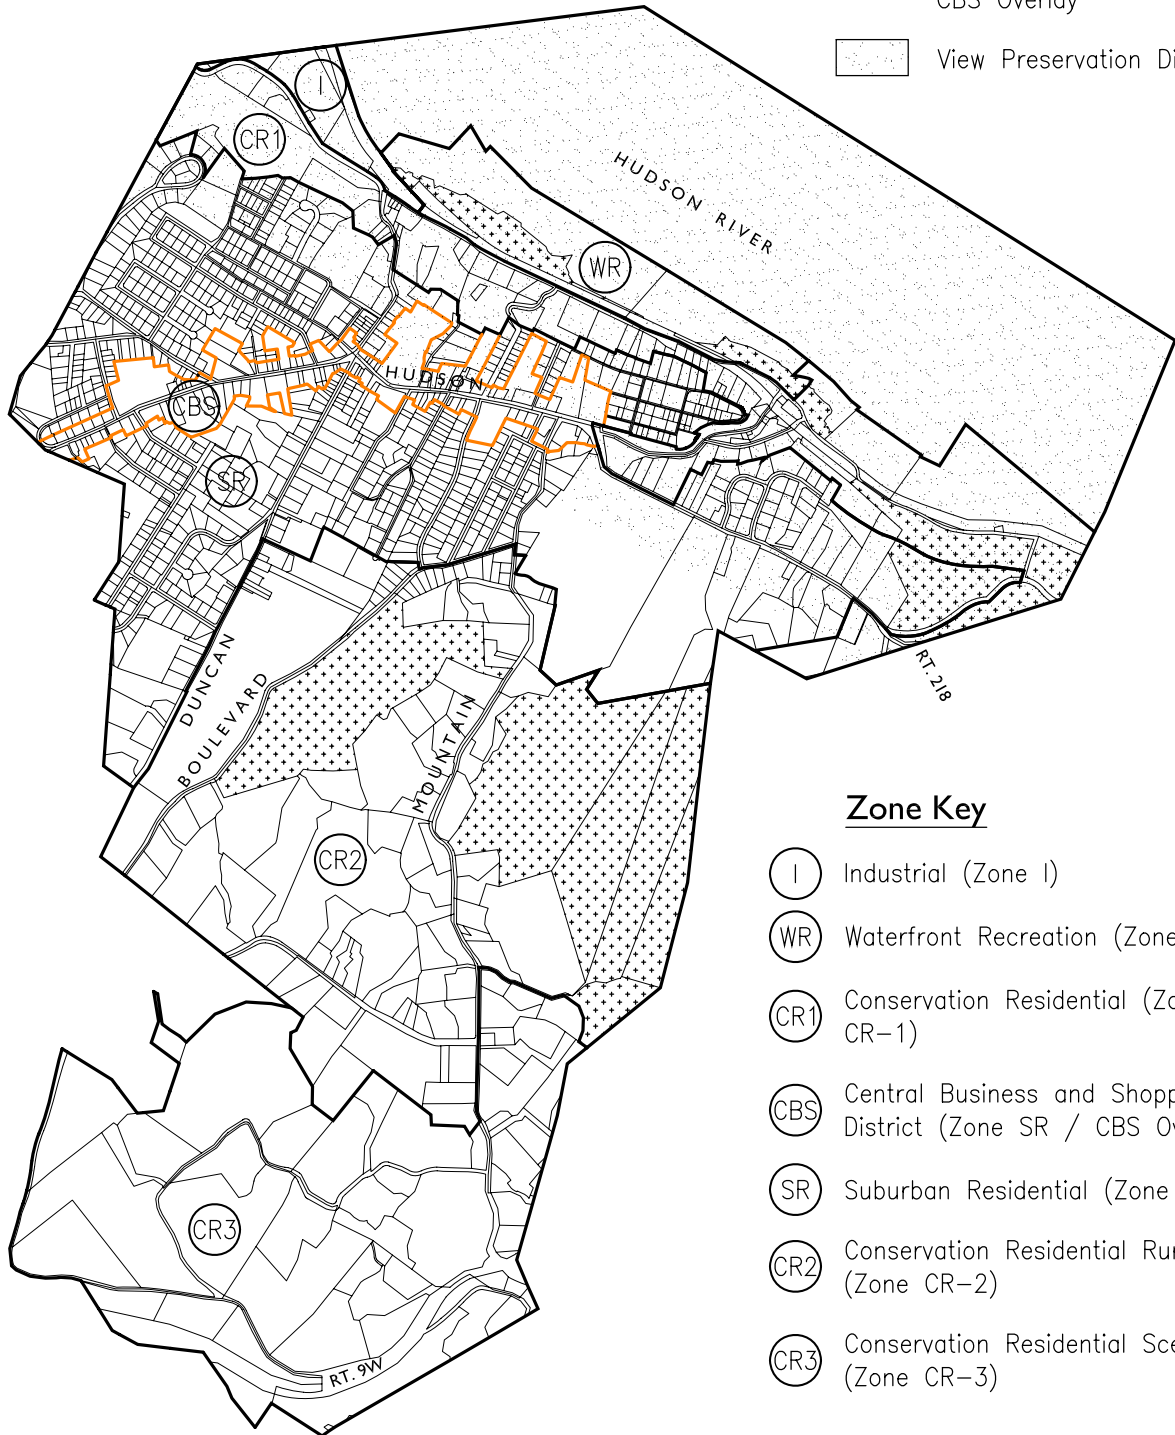 CBS Overlay
View Preservation Di
I
CR1
HUDSON RIVER
WR
HUDSON
CBS
SR
DUNCAN
BOULEVARD
MOUNTAIN
RT. 218
CR2
CR3
RT. 9W
Zone Key
I Industrial (Zone I)
WR Waterfront Recreation (Zone
CR1 Conservation Residential (Zo
CR-1)
CBS Central Business and Shopp
District (Zone SR / CBS Ov
SR Suburban Residential (Zone
CR2 Conservation Residential Ru
(Zone CR-2)
CR3 Conservation Residential Sce
(Zone CR-3)